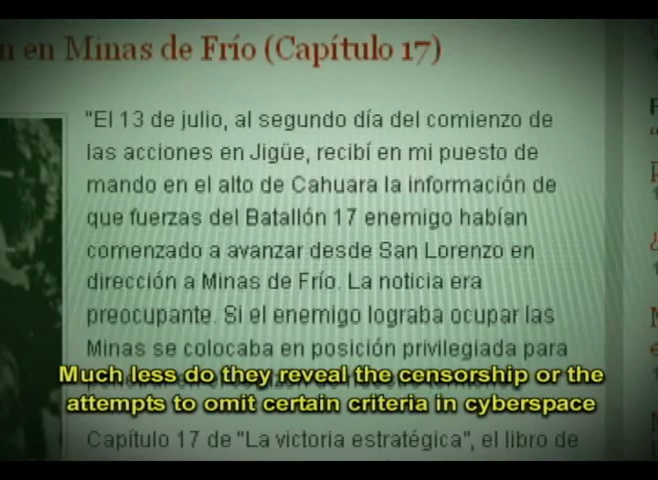 n en Minas de Frío (Capítulo 17)
"El 13 de julio, al segundo día del comienzo de
las acciones en Jigüe, recibí en mi puesto de
mando en el alto de Cahuara la información de
que fuerzas del Batallón 17 enemigo habían
comenzado a avanzar desde San Lorenzo en
dirección a Minas de Frío. La noticia era
preocupante. Si el enemigo lograba ocupar las
Minas se colocaba en posición privilegiada para
Much less do they reveal the censorship or the
attempts to omit certain criteria in cyberspace
Capítulo 17 de "La victoria estratégica", el libro de